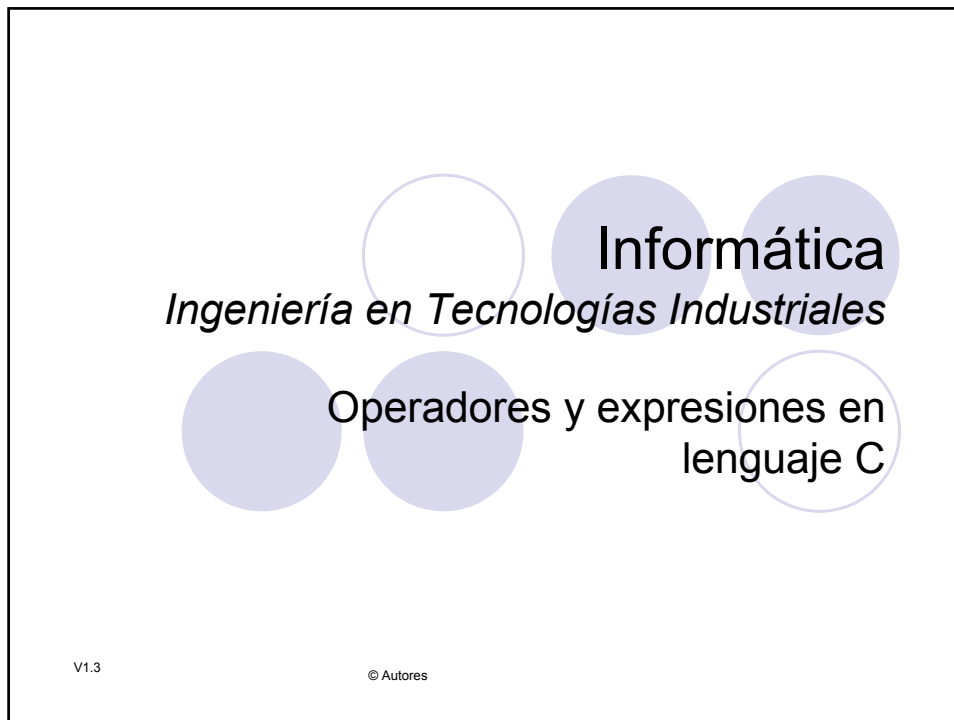 Informática
Ingeniería en Tecnologías Industriales
Operadores y expresiones en
lenguaje C
V1.3
© Autores